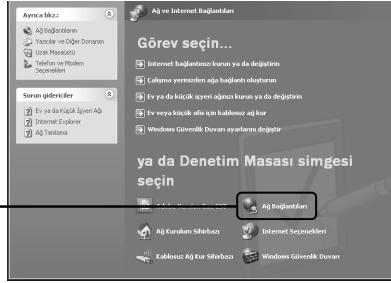 Ağ ve Internet Bağlantıları
Ayrıca bkz.:
Ağ Bağlantılarım
Yazıcılar ve Diğer Donanım
Uzak Masaüstü
Telefon ve Modem
Seçenekleri
Sorun gidericiler
Ev ya da Küçük İşyeri Ağı
Internet Explorer
Ağ Tanılama
Görev seçin...
Internet bağlantınızı kurun ya da değiştirin
Çalışma yerinizden ağa bağlantı oluşturun
Ev ya da küçük işyeri ağınızı kurun ya da değiştirin
Ev veya küçük ofis için kablosuz ağ kur
Windows Güvenlik Duvarı ayarlarını değiştir
ya da Denetim Masası simgesi
seçin
Ağ Bağlantıları
Ağ Kurulum Sihirbazı
Internet Seçenekleri
Kablosuz Ağ Kur Sihirbazı
Windows Güvenlik Duvarı